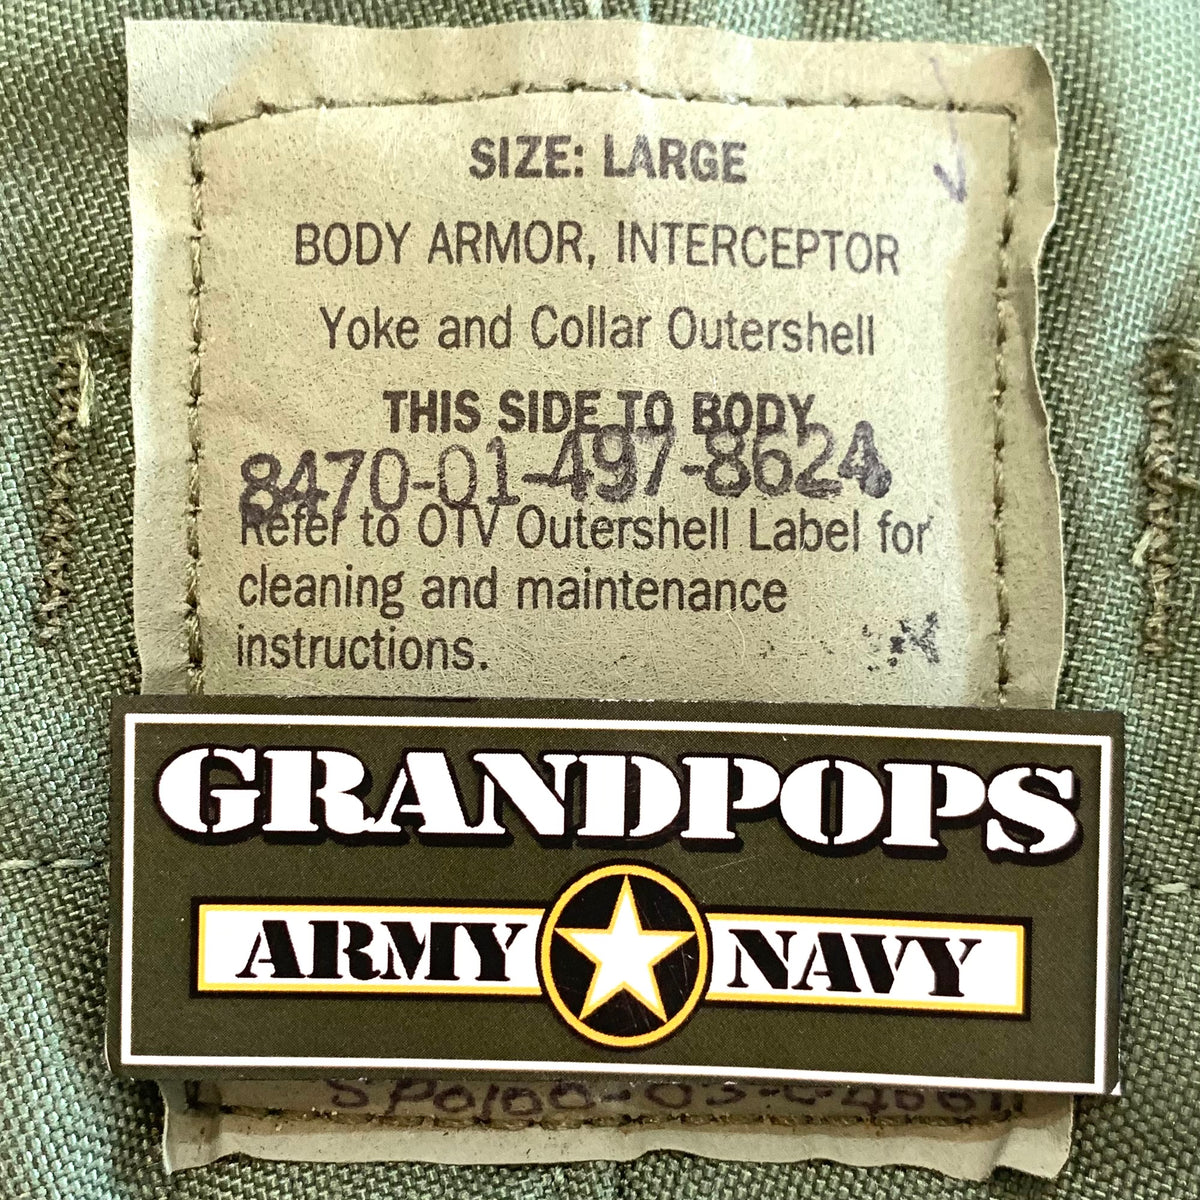 SIZE: LARGE
BODY ARMOR, INTERCEPTOR
Yoke and Collar Outershell
THIS SIDE TO BODY
8470-01-497-8624
Refer to OTV Outershell Label for
cleaning and maintenance
instructions.
GRANDPOPS
ARMY NAVY